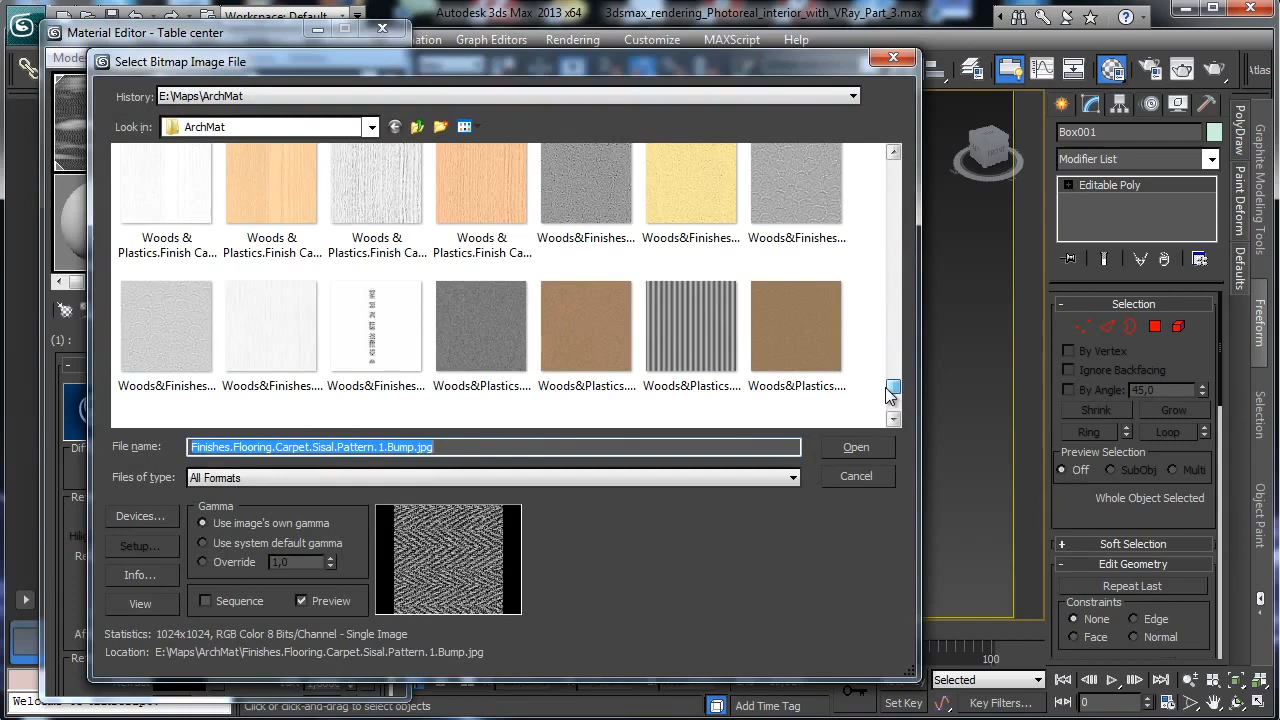 Workspace: Default
Autodesk 3ds Max 2013 x64
3dsmax_rendering_Photoreal_interior_with_VRay_Part_3.max
Material Editor - Table center
Graph Editors
Rendering
Customize
MAXScript
Help
Select Bitmap Image File
History:
E:\Maps\ArchMat
Look in:
ArchMat
Woods & Plastics.Finish Ca...
Woods & Plastics.Finish Ca...
Woods & Plastics.Finish Ca...
Woods & Plastics.Finish Ca...
Woods&Finishes...
Woods&Finishes...
Woods&Finishes...
Woods&Finishes...
Woods&Finishes....
Woods&Finishes....
Woods&Plastics....
Woods&Plastics....
Woods&Plastics....
Woods&Plastics....
File name:
Finishes.Flooring.Carpet.Sisal.Pattern.1.Bump.jpg
Open
Files of type:
All Formats
Cancel
Devices...
Setup...
Info...
View
Gamma
Use image's own gamma
Use system default gamma
Override
1,0
Sequence
Preview
Statistics: 1024x1024, RGB Color 8 Bits/Channel - Single Image
Location: E:\Maps\ArchMat\Finishes.Flooring.Carpet.Sisal.Pattern.1.Bump.jpg
Atlas
Box001
Modifier List
Editable Poly
PolyDraw
Paint Deform
Defaults
Graphite Modeling Tools
Freeform
Selection
Object Paint
Selection
By Vertex
Ignore Backfacing
By Angle:
45,0
Shrink
Grow
Ring
Loop
Preview Selection
Off
SubObj
Multi
Whole Object Selected
Soft Selection
Edit Geometry
Repeat Last
Constraints
None
Edge
Face
Normal
100
Click or click-and-drag to select objects
Add Time Tag
Set Key
Selected
Key Filters...
0